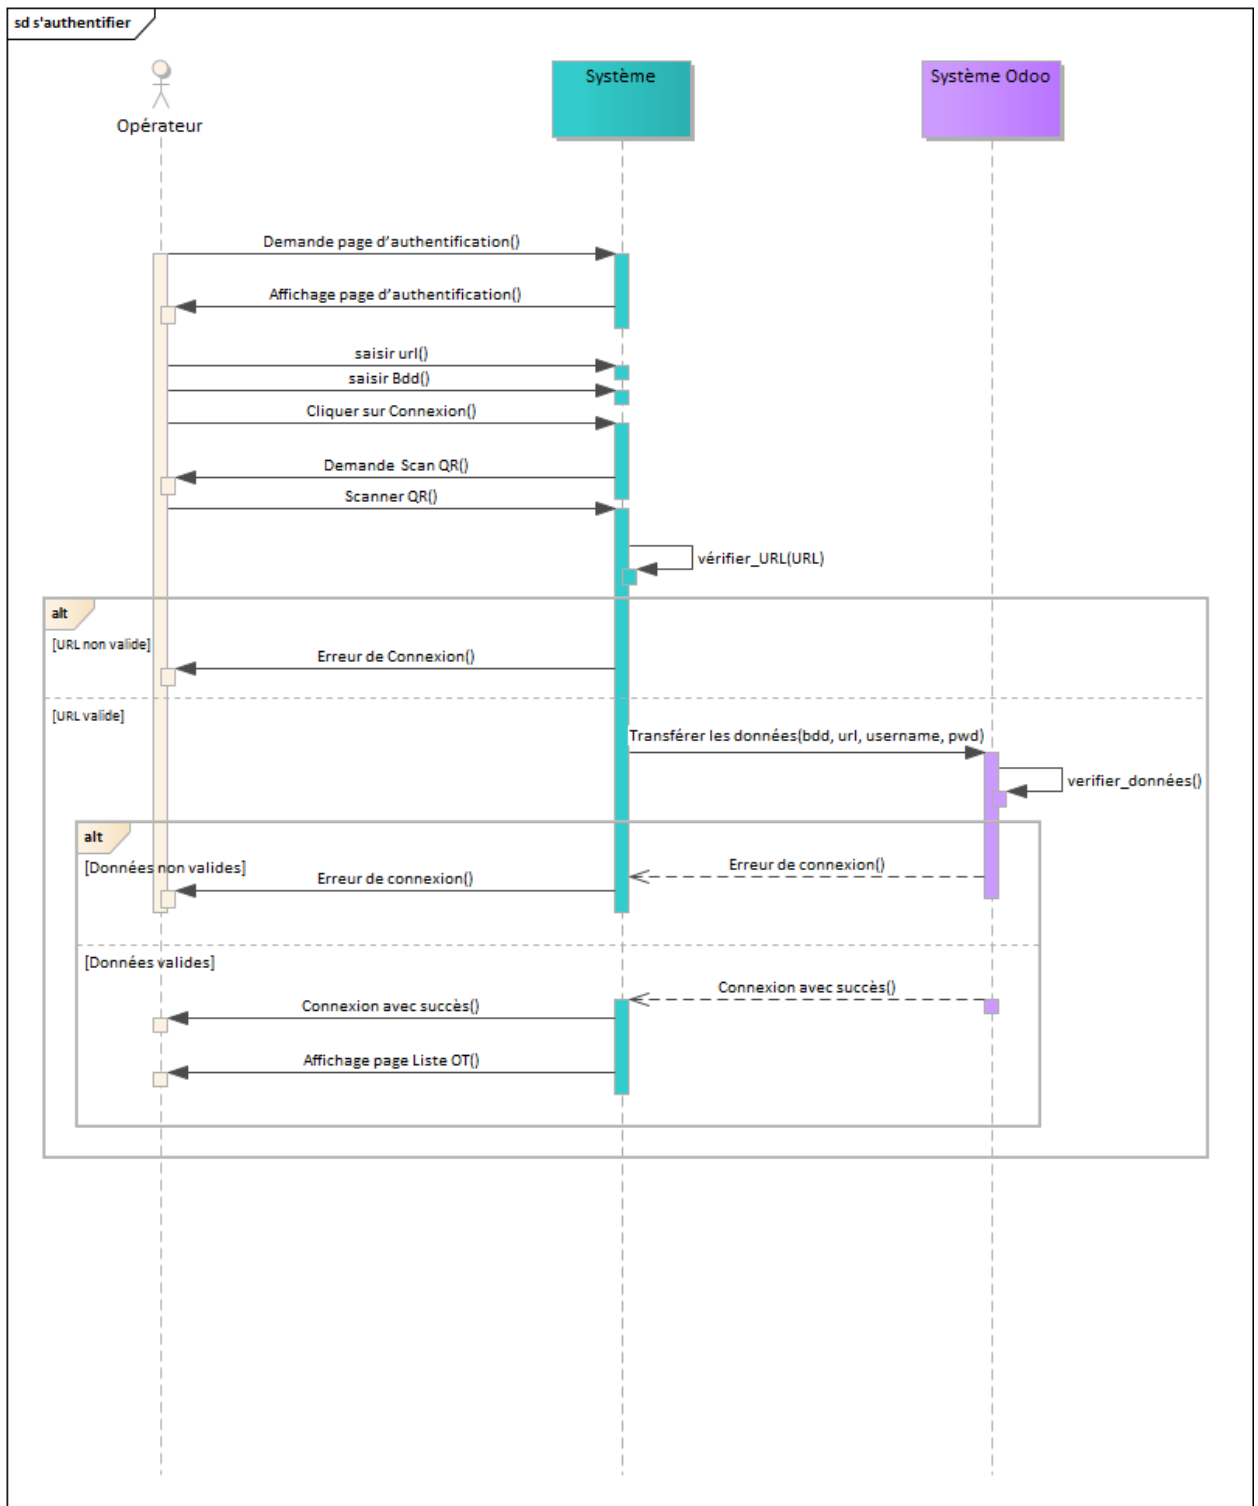 sd s'authentifier
Opérateur
Système
Système Odoo
Demande page d'authentification()
Affichage page d'authentification()
saisir url()
saisir Bdd()
Cliquer sur Connexion()
Demande Scan QR()
Scanner QR()
vérifier_URL(URL)
alt
[URL non valide]
Erreur de Connexion()
[URL valide]
Transférer les données(bdd, url, username, pwd)
verifier_données()
alt
[Données non valides]
Erreur de connexion()
Erreur de connexion()
[Données valides]
Connexion avec succès()
Connexion avec succès()
Affichage page Liste OT()